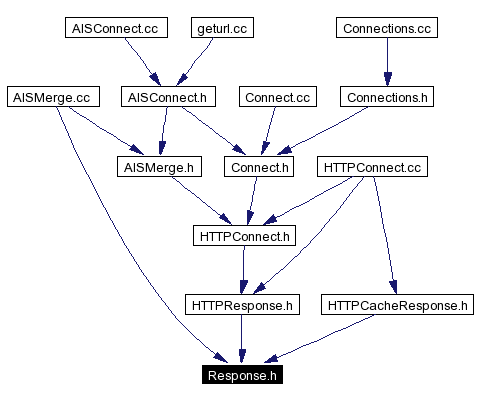 AISConnect.cc
geturl.cc
Connections.cc
AISMerge.cc
AISConnect.h
Connect.cc
Connections.h
AISMerge.h
Connect.h
HTTPConnect.cc
HTTPConnect.h
HTTPResponse.h
HTTPCacheResponse.h
Response.h